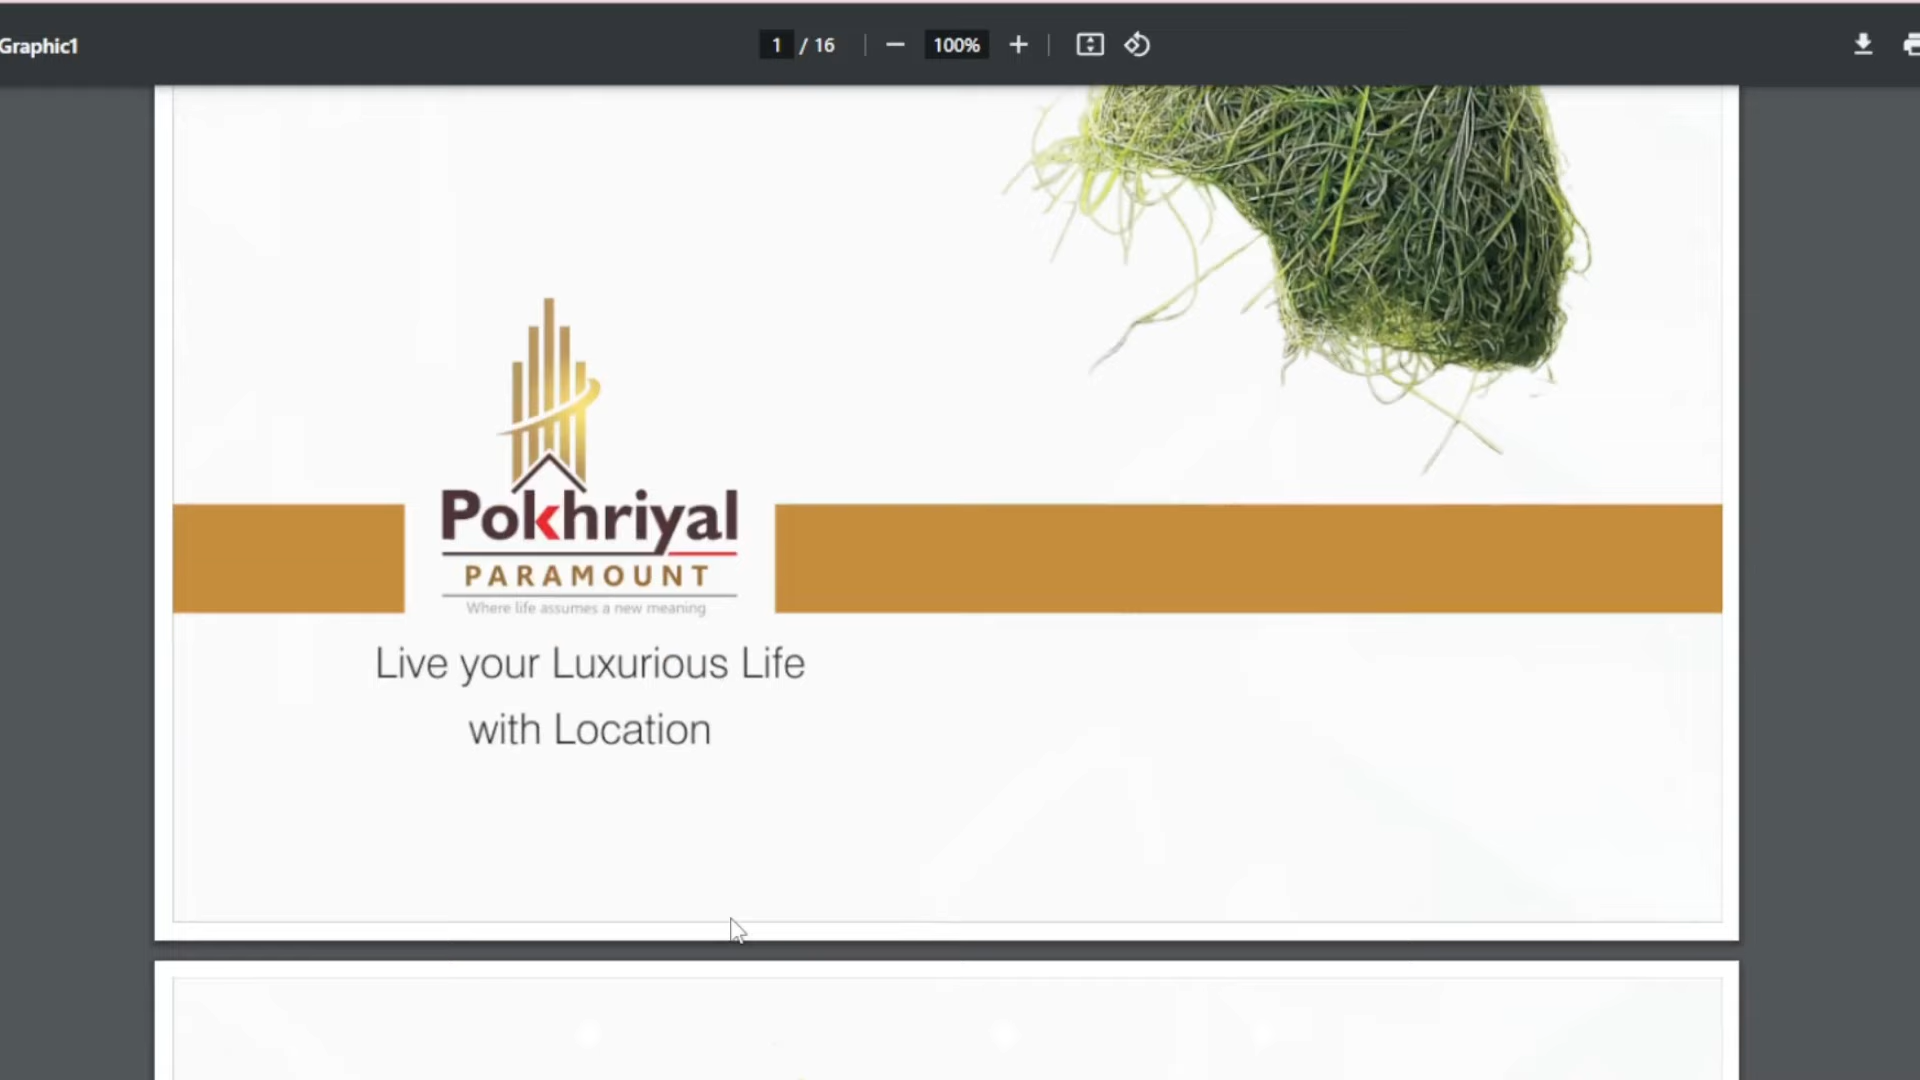 Graphic1
1 / 16
100%
Pokhriyal
PARAMOUNT
Where life assumes a new meaning
Live your Luxurious Life
with Location